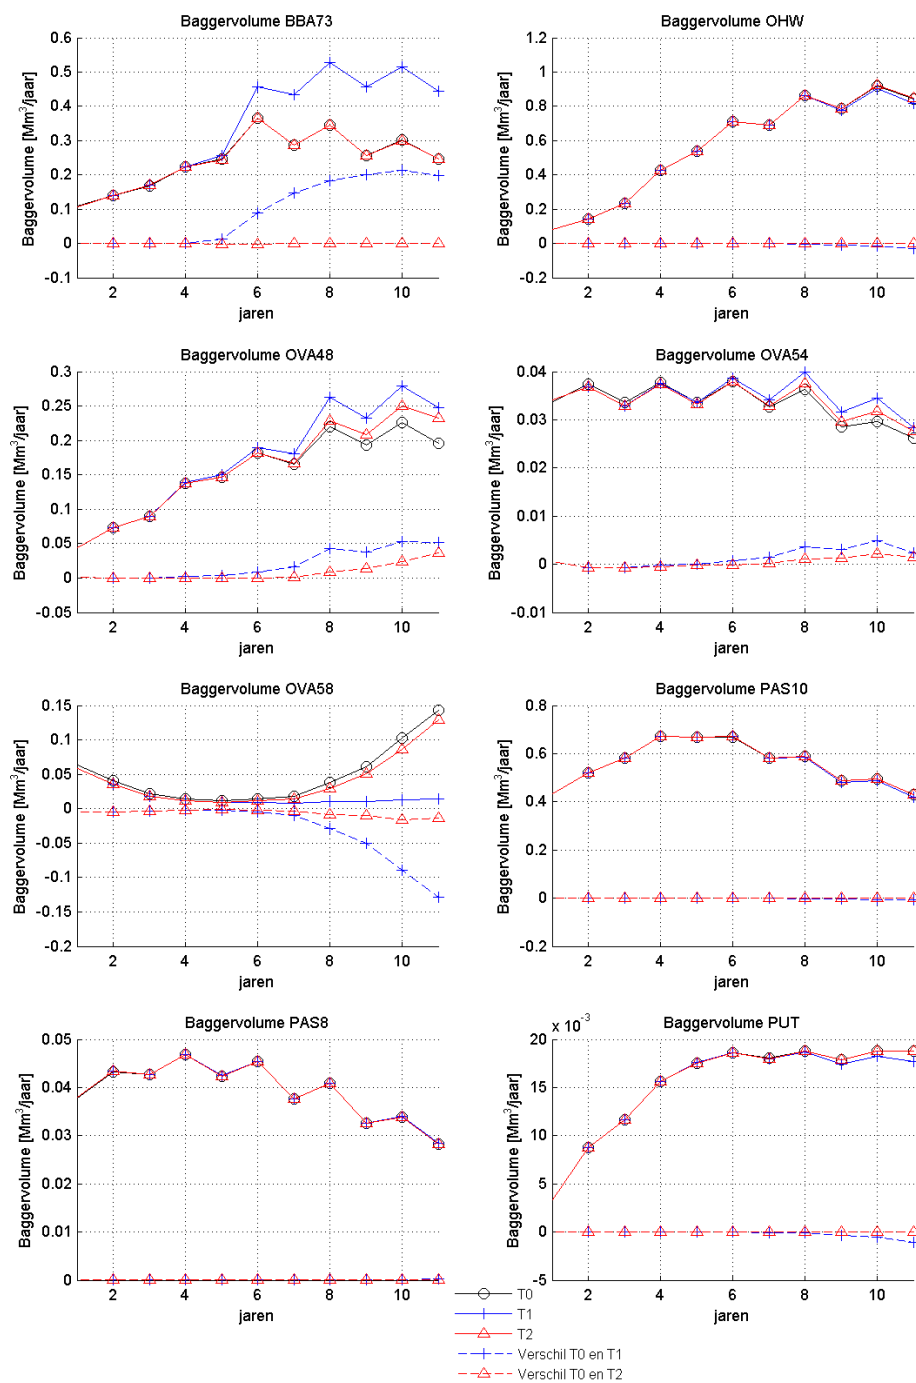 Baggervolume BBA73
Baggervolume OHW
0.6
0.5
0.4
0.3
0.2
0.1
0
-0.1
Baggervolume [Mm3/jaar]
2 4 6 8 10
jaren
1.2
1
0.8
0.6
0.4
0.2
0
-0.2
Baggervolume [Mm3/jaar]
2 4 6 8 10
jaren
Baggervolume OVA48
Baggervolume OVA54
0.3
0.25
0.2
0.15
0.1
0.05
0
-0.05
Baggervolume [Mm3/jaar]
2 4 6 8 10
jaren
0.04
0.03
0.02
0.01
0
-0.01
Baggervolume [Mm3/jaar]
2 4 6 8 10
jaren
Baggervolume OVA58
Baggervolume PAS10
0.15
0.1
0.05
0
-0.05
-0.1
-0.15
-0.2
Baggervolume [Mm3/jaar]
2 4 6 8 10
jaren
0.8
0.6
0.4
0.2
0
-0.2
Baggervolume [Mm3/jaar]
2 4 6 8 10
jaren
Baggervolume PAS8
Baggervolume PUT
0.05
0.04
0.03
0.02
0.01
0
Baggervolume [Mm3/jaar]
2 4 6 8 10
jaren
x 10-3
20
15
10
5
0
-5
Baggervolume [Mm3/jaar]
2 4 6 8 10
jaren
T0
T1
T2
Verschil T0 en T1
Verschil T0 en T2